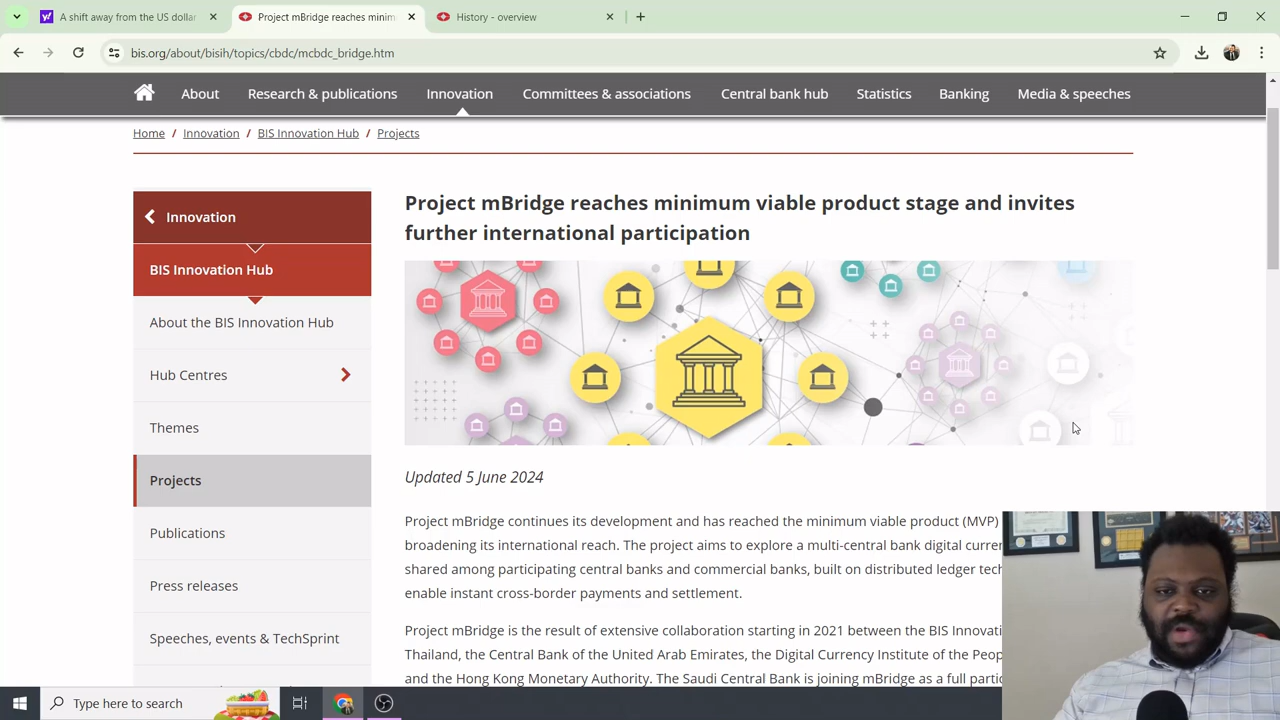 A shift away from the US dollar
Project mBridge reaches minim
History - overview
bis.org/about/bisih/topics/cbdc/mcbdc_bridge.htm
About
Research & publications
Innovation
Committees & associations
Central bank hub
Statistics
Banking
Media & speeches
Home / Innovation / BIS Innovation Hub / Projects
Innovation
BIS Innovation Hub
About the BIS Innovation Hub
Hub Centres
Themes
Projects
Publications
Press releases
Speeches, events & TechSprint
Project mBridge reaches minimum viable product stage and invites
further international participation
Updated 5 June 2024
Project mBridge continues its development and has reached the minimum viable product (MVP)
broadening its international reach. The project aims to explore a multi-central bank digital curren
shared among participating central banks and commercial banks, built on distributed ledger tech
enable instant cross-border payments and settlement.
Project mBridge is the result of extensive collaboration starting in 2021 between the BIS Innovati
Thailand, the Central Bank of the United Arab Emirates, the Digital Currency Institute of the Peop
and the Hong Kong Monetary Authority. The Saudi Central Bank is joining mBridge as a full partic
Type here to search